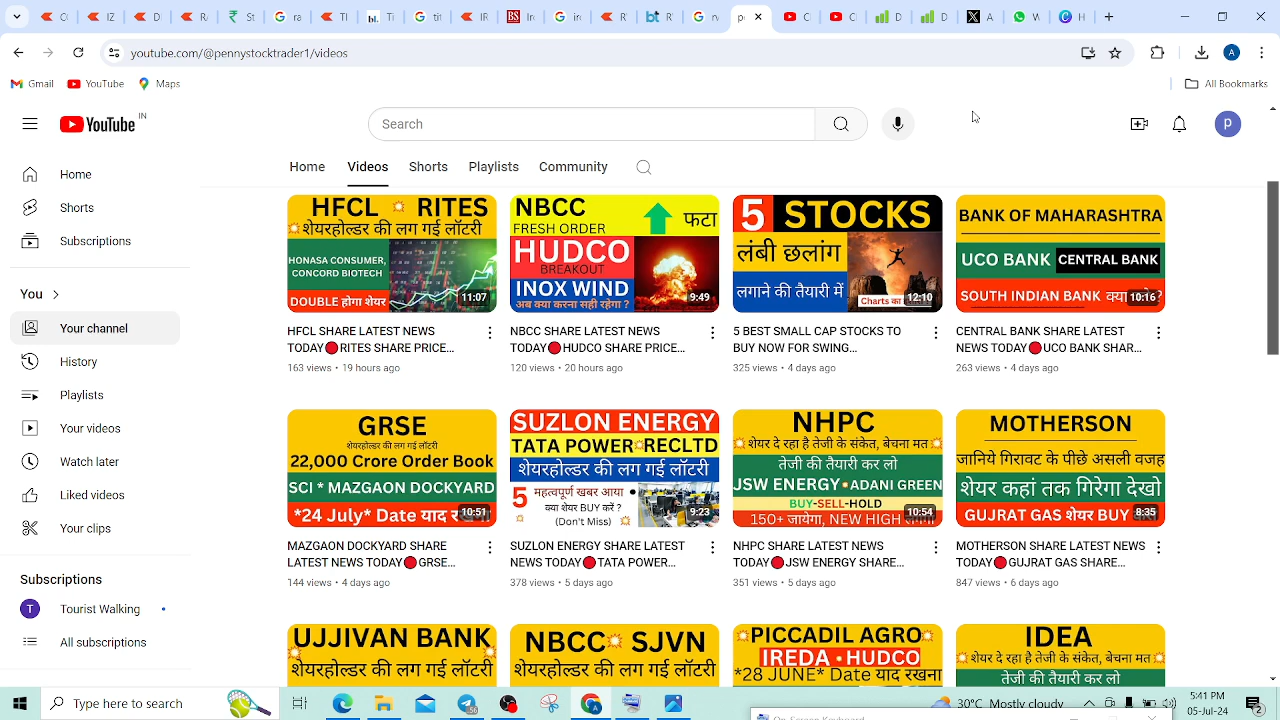 youtube.com/@pennystocktrader1/videos
A
Gmail
YouTube
Maps
All Bookmarks
YouTube IN
Search
P
Home
Videos
Shorts
Playlists
Community
Home
Shorts
Subscriptions
You
Your channel
History
Playlists
Your videos
Watch later
Liked videos
Your clips
Subscriptions
T Tourist Walking
All subscriptions
HFCL RITES
शेयरहोल्डर की लग गई लॉटरी
HONASA CONSUMER,
CONCORD BIOTECH
DOUBLE होगा शेयर
11:07
HFCL SHARE LATEST NEWS
TODAY🔴RITES SHARE PRICE...
163 views • 19 hours ago
NBCC
FRESH ORDER
फटा
HUDCO
BREAKOUT
INOX WIND
अब क्या करना सही रहेगा ?
9:49
NBCC SHARE LATEST NEWS
TODAY🔴HUDCO SHARE PRICE...
120 views • 20 hours ago
5 STOCKS
लंबी छलांग
लगाने की तैयारी में
Charts का
12:10
5 BEST SMALL CAP STOCKS TO
BUY NOW FOR SWING...
325 views • 4 days ago
BANK OF MAHARASHTRA
UCO BANK
CENTRAL BANK
SOUTH INDIAN BANK
10:16
CENTRAL BANK SHARE LATEST
NEWS TODAY🔴UCO BANK SHAR...
263 views • 4 days ago
GRSE
शेयरहोल्डर की लग गई लॉटरी
22,000 Crore Order Book
SCI * MAZGAON DOCKYARD
*24 July* Date याद
10:51
MAZGAON DOCKYARD SHARE
LATEST NEWS TODAY🔴GRSE...
144 views • 4 days ago
SUZLON ENERGY
TATA POWER RECLTD
शेयरहोल्डर की लग गई लॉटरी
5 महत्वपूर्ण खबर आया
क्या शेयर BUY करें ?
(Don't Miss)
9:23
SUZLON ENERGY SHARE LATEST
NEWS TODAY🔴TATA POWER...
378 views • 5 days ago
NHPC
शेयर दे रहा है तेजी के संकेत, बेचना मत
तेजी की तैयारी कर लो
JSW ENERGY ADANI GREEN
BUY-SELL-HOLD
150+ जायेगा, NEW HIGH
10:54
NHPC SHARE LATEST NEWS
TODAY🔴JSW ENERGY SHARE...
351 views • 5 days ago
MOTHERSON
जानिये गिरावट के पीछे असली वजह
शेयर कहां तक गिरेगा देखो
GUJRAT GAS शेयर BUY
8:35
MOTHERSON SHARE LATEST NEWS
TODAY🔴GUJRAT GAS SHARE...
847 views • 6 days ago
UJJIVAN BANK
शेयरहोल्डर की लग गई लॉटरी
NBCC SJVN
शेयरहोल्डर की लग गई लॉटरी
PICCADIL AGRO
IREDA • HUDCO
*28 JUNE* Date याद रखना
IDEA
शेयर दे रहा है तेजी के संकेत, बेचना मत
तेजी की तैयारी कर लो
Type here to search
30°C Mostly cloudy
5:41 PM
05-Jul-24
2
On-Screen Keyboard